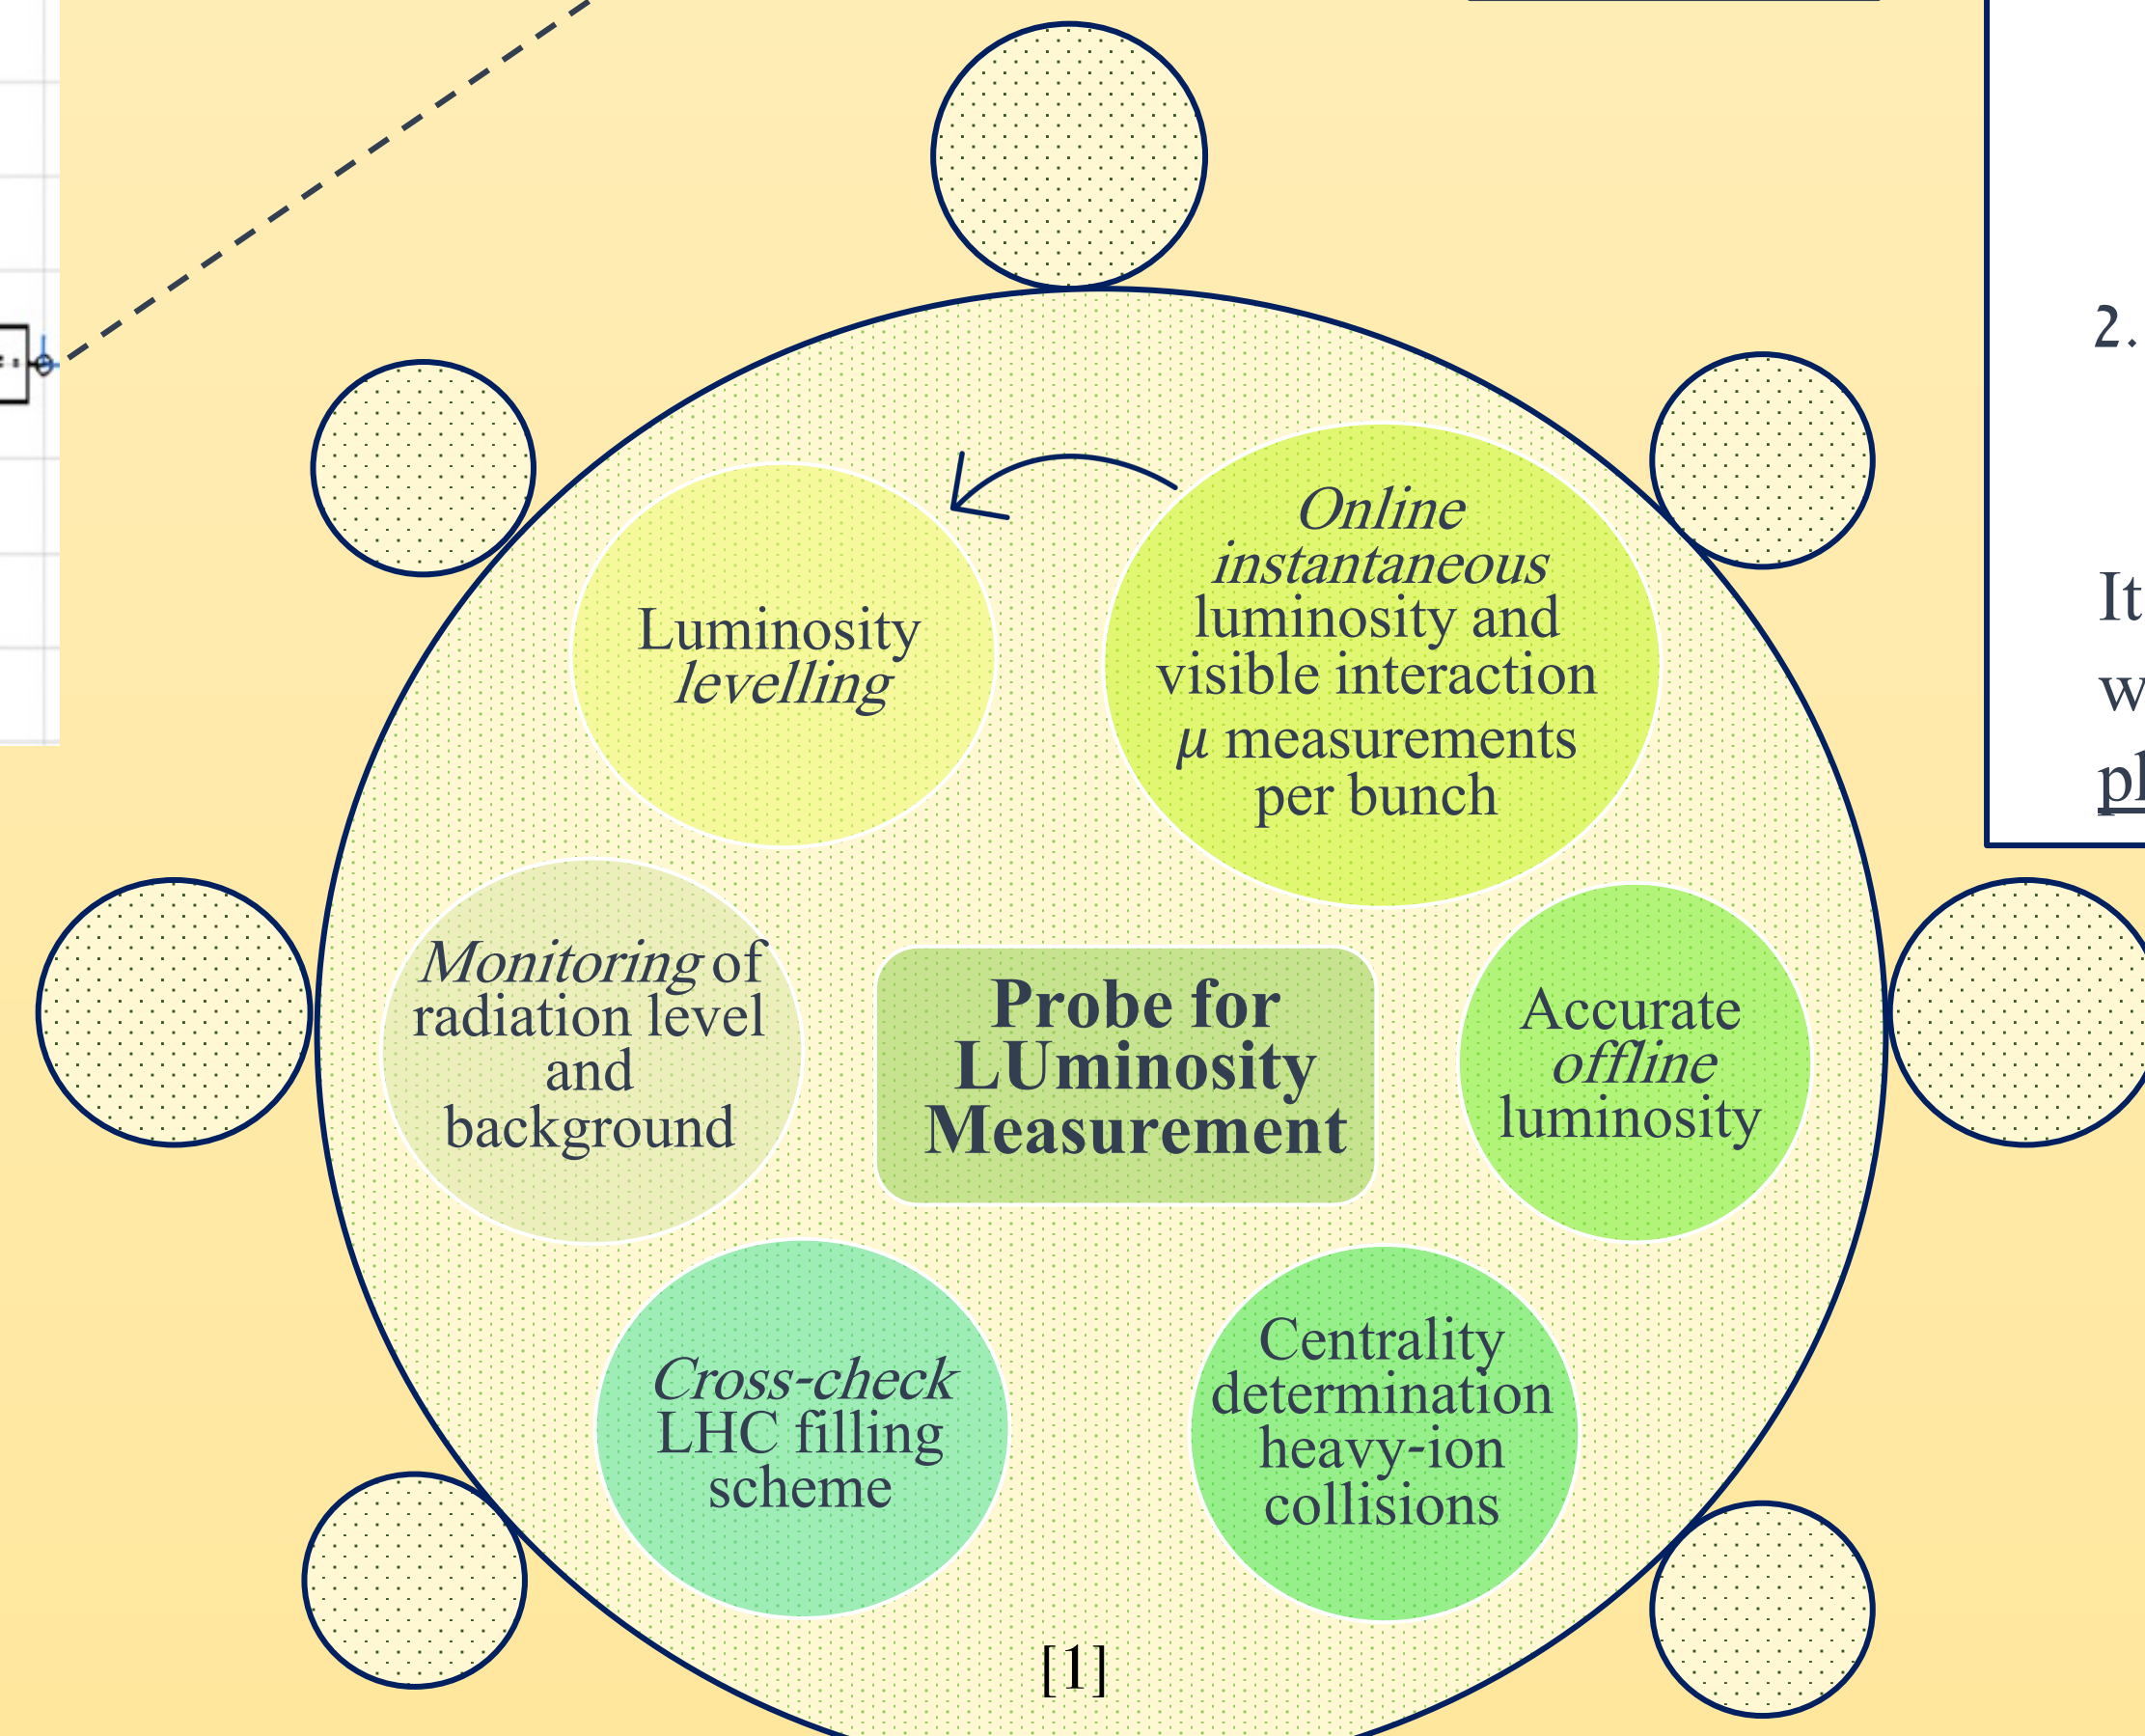 Online
instantaneous
luminosity and
visible interaction
μ measurements
per bunch
Luminosity
levelling
Monitoring of
radiation level
and
background
Probe for
LUminosity
Measurement
Accurate
offline
luminosity
Cross-check
LHC filling
scheme
Centrality
determination
heavy-ion
collisions
[1]
2.
It